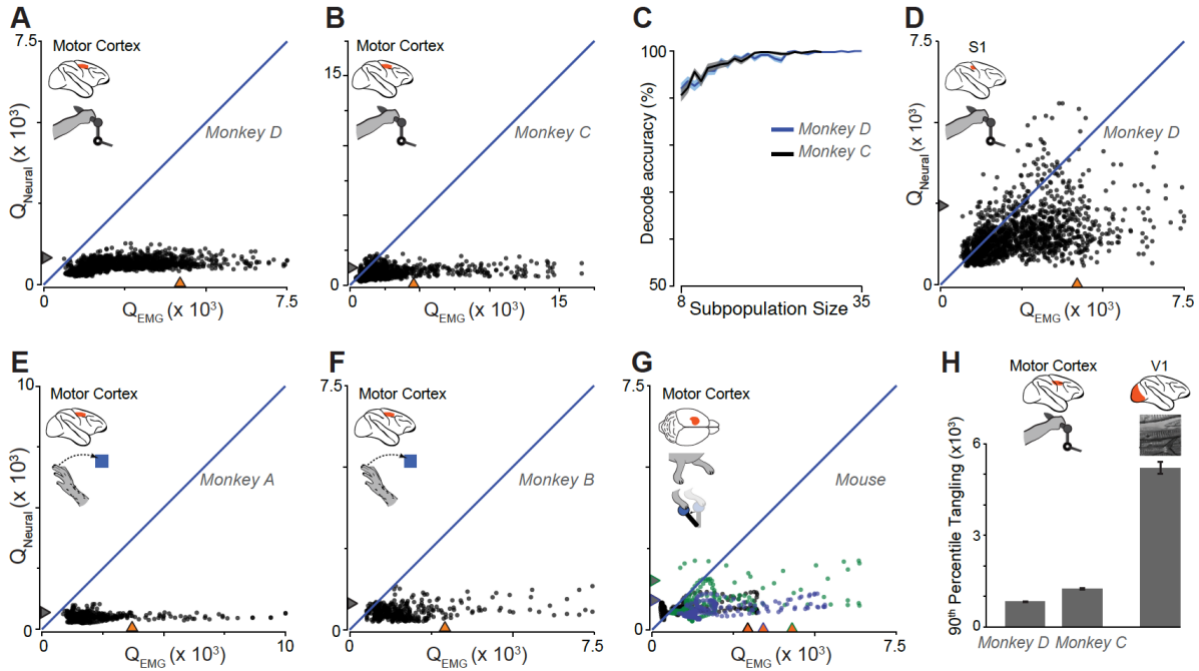 A
Motor Cortex
7.5
Monkey D
Q_Neural (x 10³)
0
0
7.5
Q_EMG (x 10³)
B
Motor Cortex
15
Monkey C
0
0
15
Q_EMG (x 10³)
C
100
Decode accuracy (%)
Monkey D
Monkey C
50
8
35
Subpopulation Size
D
7.5
S1
Monkey D
Q_Neural (x 10³)
0
0
7.5
Q_EMG (x 10³)
E
10
Motor Cortex
Monkey A
Q_Neural (x 10³)
0
0
10
Q_EMG (x 10³)
F
7.5
Motor Cortex
Monkey B
0
0
7.5
Q_EMG (x 10³)
G
7.5
Motor Cortex
Mouse
0
0
7.5
Q_EMG (x 10³)
H
Motor Cortex
V1
90th Percentile Tangling (x10³)
6
3
0
Monkey D
Monkey C